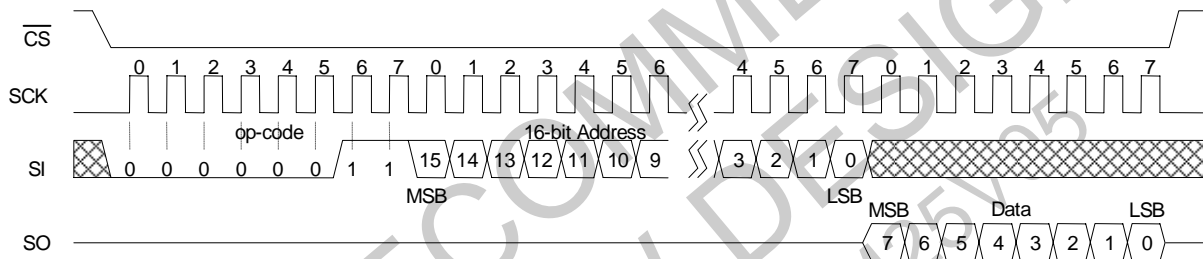 CS
0 1 2 3 4 5 6 7 0 1 2 3 4 5 6 4 5 6 7 0 1 2 3 4 5 6 7
SCK
op-code 16-bit Address
SI 0 0 0 0 0 0 1 1 15 14 13 12 11 10 9 3 2 1 0
MSB LSB
MSB Data LSB
SO 7 6 5 4 3 2 1 0